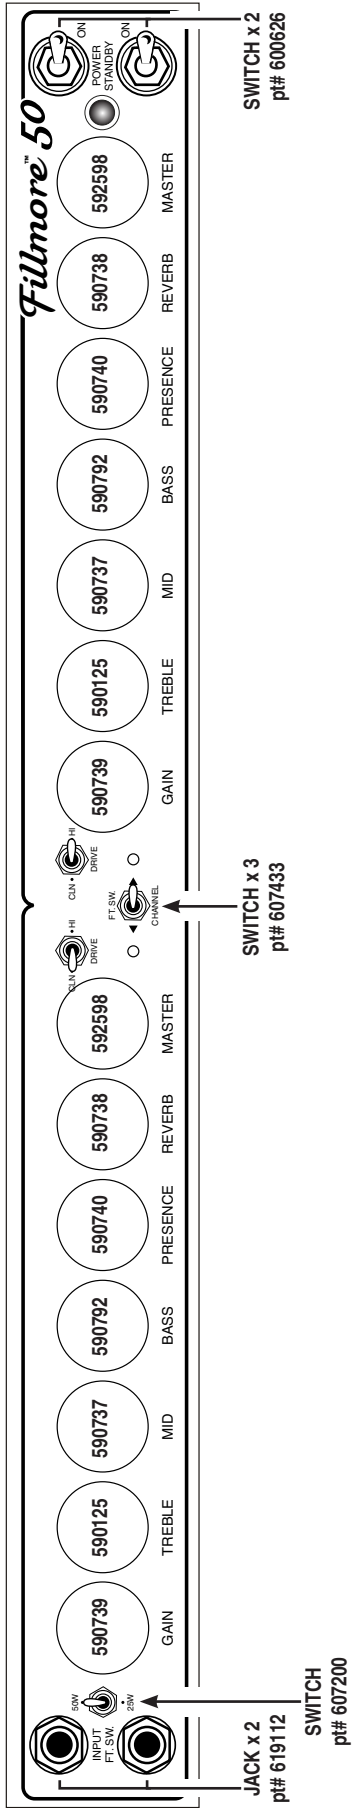 Fillmore™ 50
INPUT
FT. SW.
50W
25W
590739
GAIN
590125
TREBLE
590737
MID
590792
BASS
590740
PRESENCE
590738
REVERB
592598
MASTER
CLN • HI
DRIVE
FT. SW.
CHANNEL
CLN • HI
DRIVE
590739
GAIN
590125
TREBLE
590737
MID
590792
BASS
590740
PRESENCE
590738
REVERB
592598
MASTER
POWER
STANDBY
ON
ON
JACK x 2
pt# 619112
SWITCH
pt# 607200
SWITCH x 3
pt# 607433
SWITCH x 2
pt# 600626